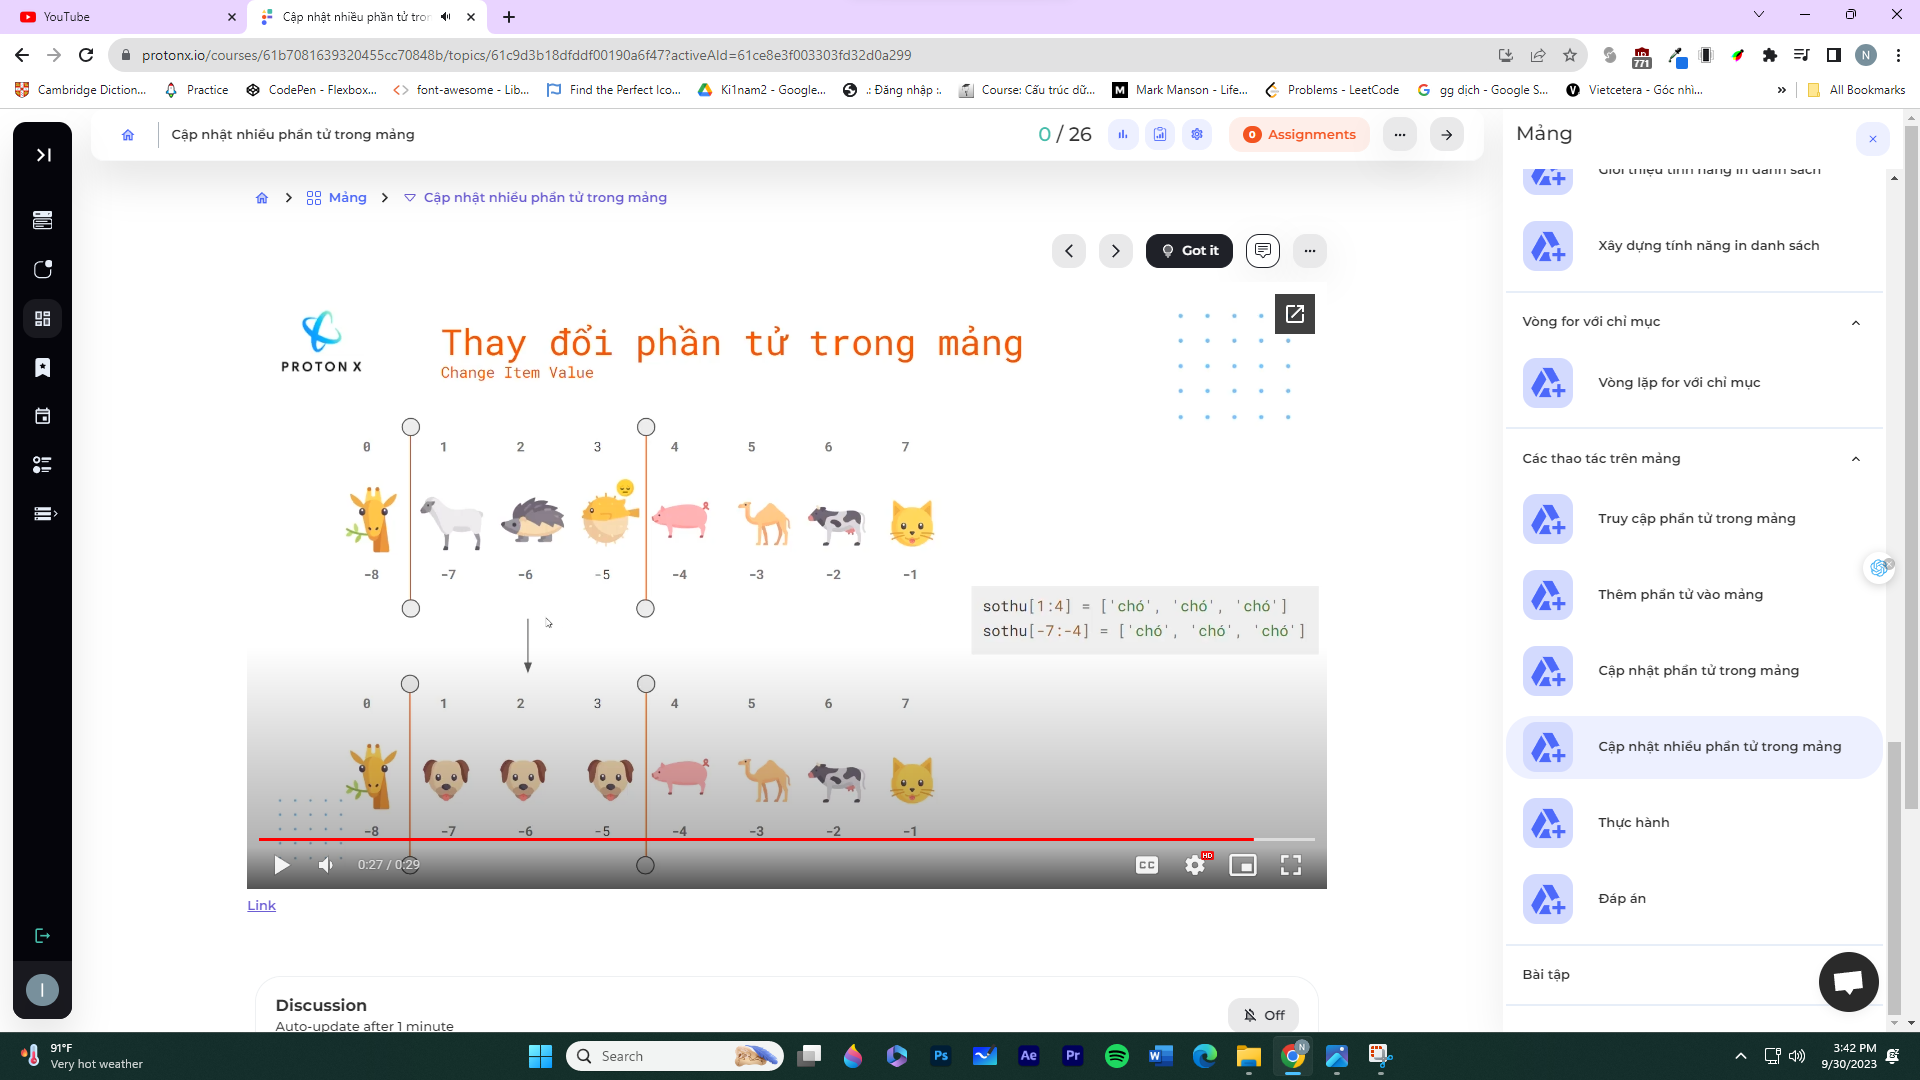 YouTube
Cập nhật nhiều phần tử tron
protonx.io/courses/61b7081639320455cc70848b/topics/61c9d3b18dfddf00190a6f47?activeAId=61ce8e3f003303fd32d0a299
771
N
Cambridge Diction...
Practice
CodePen - Flexbox...
font-awesome - Lib...
Find the Perfect Ico...
Ki1nam2 - Google...
.: Đăng nhập :.
Course: Cấu trúc dữ...
Mark Manson - Life...
Problems - LeetCode
gg dịch - Google S...
Vietcetera - Góc nhì...
»
All Bookmarks
Cập nhật nhiều phần tử trong mảng
0 / 26
0 Assignments
Mảng
Mảng
Cập nhật nhiều phần tử trong mảng
Got it
PROTON X
Thay đổi phần tử trong mảng
Change Item Value
0 1 2 3 4 5 6 7
-8 -7 -6 -5 -4 -3 -2 -1
sothu[1:4] = ['chó', 'chó', 'chó']
sothu[-7:-4] = ['chó', 'chó', 'chó']
0 1 2 3 4 5 6 7
-8 -7 -6 -5 -4 -3 -2 -1
0:27 / 0:29
CC
HD
Link
Discussion
Auto-update after 1 minute
Off
Giới thiệu tính năng in danh sách
Xây dựng tính năng in danh sách
Vòng for với chỉ mục
Vòng lặp for với chỉ mục
Các thao tác trên mảng
Truy cập phần tử trong mảng
Thêm phần tử vào mảng
Cập nhật phần tử trong mảng
Cập nhật nhiều phần tử trong mảng
Thực hành
Đáp án
Bài tập
I
91°F
Very hot weather
Search
Ps
Ae
Pr
W
N
3:42 PM
9/30/2023